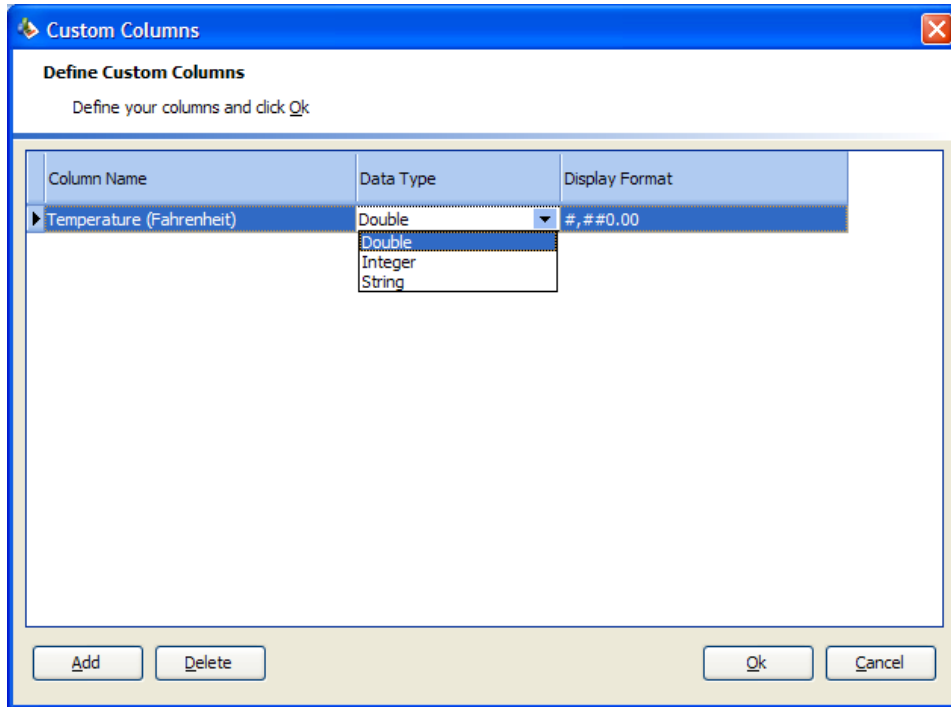 Custom Columns
Define Custom Columns
Define your columns and click Ok
Column Name Data Type Display Format
Temperature (Fahrenheit) Double #,##0.00
Double
Integer
String
Add Delete Ok Cancel